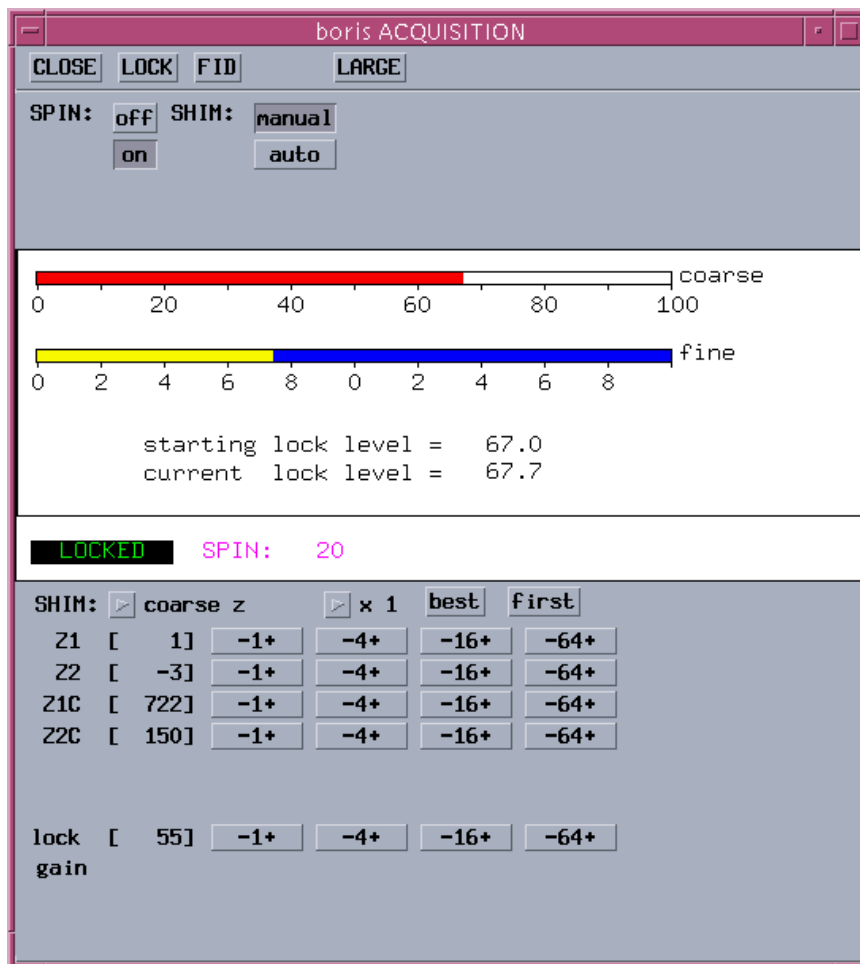 boris ACQUISITION
CLOSE LOCK FID LARGE
SPIN: off SHIM: manual
on auto
coarse
0 20 40 60 80 100
fine
0 2 4 6 8 0 2 4 6 8
starting lock level = 67.0
current lock level = 67.7
LOCKED SPIN: 20
SHIM: coarse z x 1 best first
Z1 [ 1] -1+ -4+ -16+ -64+
Z2 [ -3] -1+ -4+ -16+ -64+
Z1C [ 722] -1+ -4+ -16+ -64+
Z2C [ 150] -1+ -4+ -16+ -64+
lock [ 55] -1+ -4+ -16+ -64+
gain